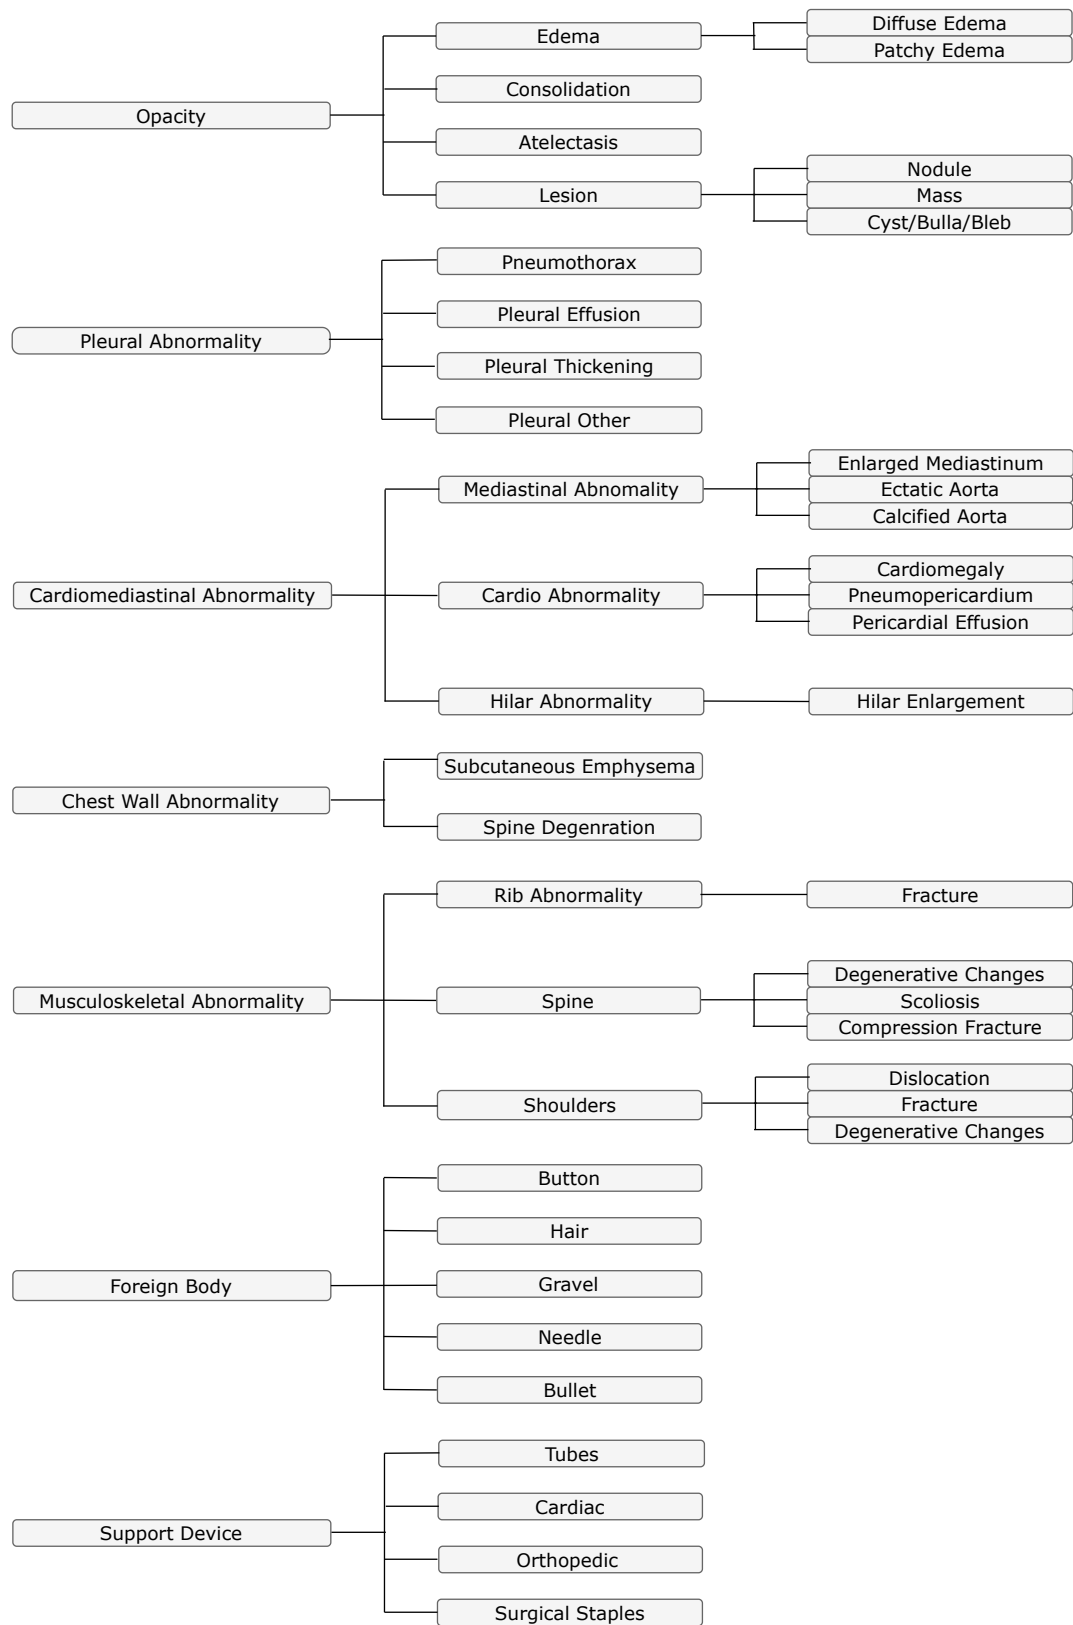 Opacity
Edema
Diffuse Edema
Patchy Edema
Consolidation
Atelectasis
Lesion
Nodule
Mass
Cyst/Bulla/Bleb
Pleural Abnormality
Pneumothorax
Pleural Effusion
Pleural Thickening
Pleural Other
Cardiomediastinal Abnormality
Mediastinal Abnomality
Enlarged Mediastinum
Ectatic Aorta
Calcified Aorta
Cardio Abnormality
Cardiomegaly
Pneumopericardium
Pericardial Effusion
Hilar Abnormality
Hilar Enlargement
Chest Wall Abnormality
Subcutaneous Emphysema
Spine Degenration
Musculoskeletal Abnormality
Rib Abnormality
Fracture
Spine
Degenerative Changes
Scoliosis
Compression Fracture
Shoulders
Dislocation
Fracture
Degenerative Changes
Foreign Body
Button
Hair
Gravel
Needle
Bullet
Support Device
Tubes
Cardiac
Orthopedic
Surgical Staples